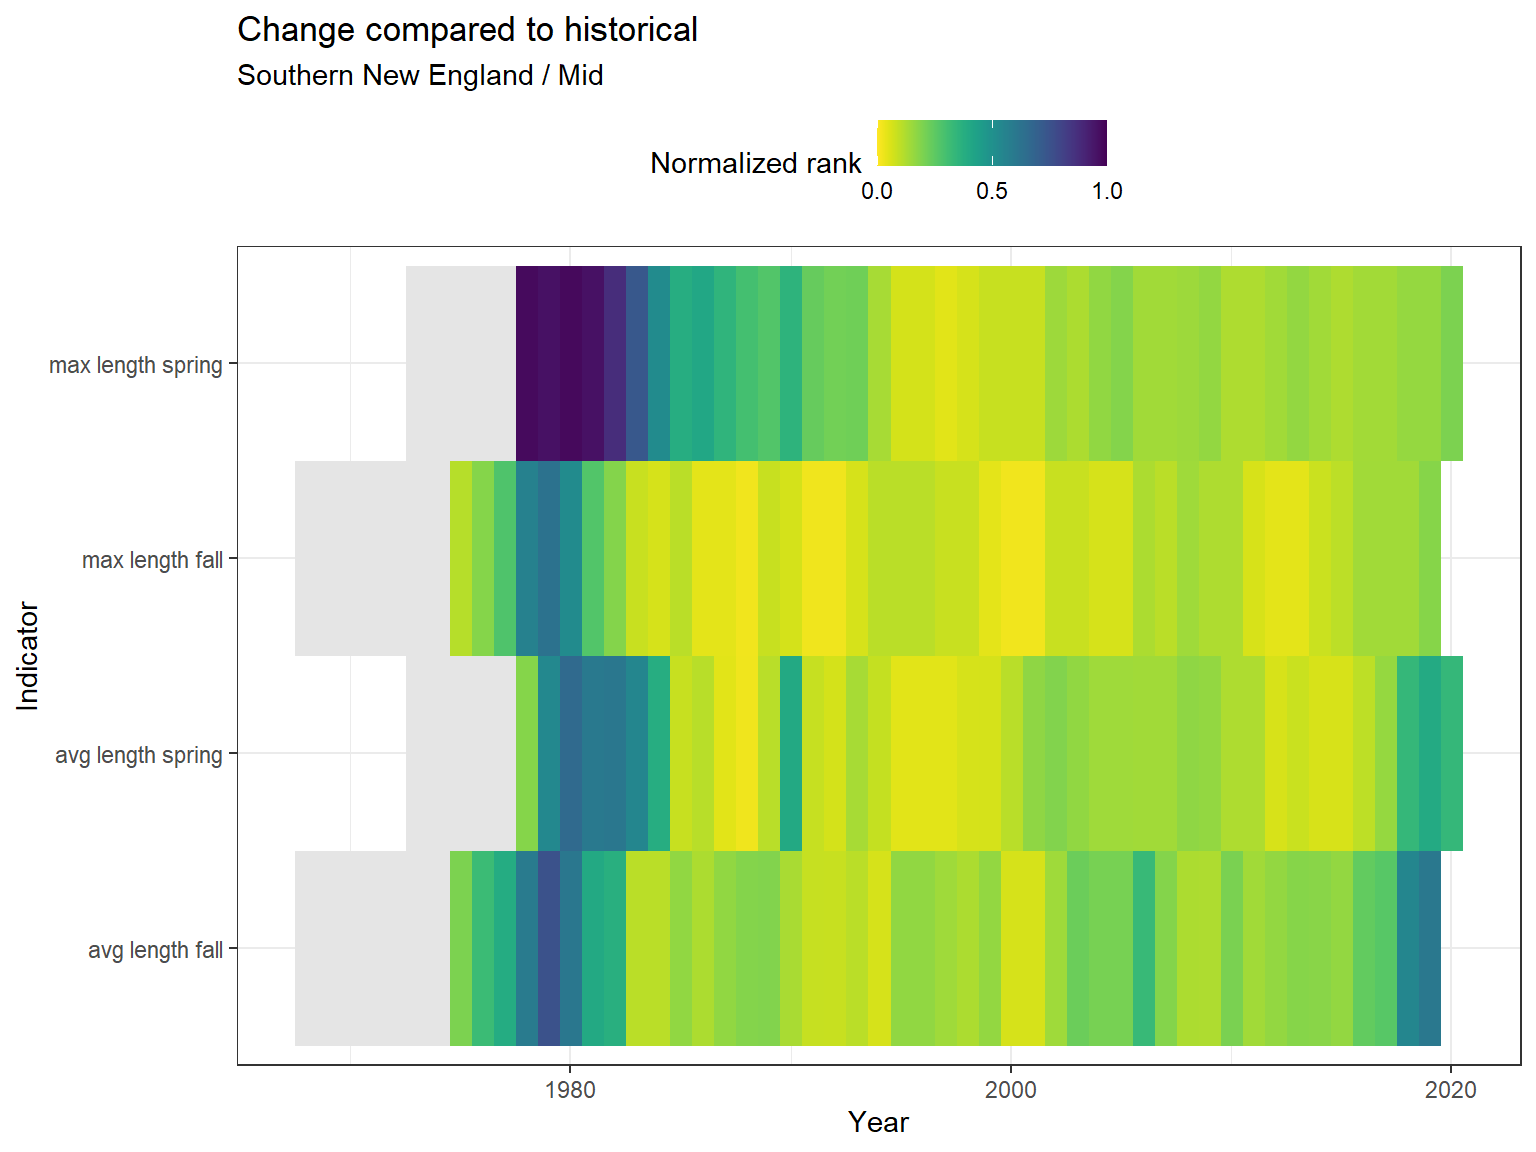 Change compared to historical
Southern New England / Mid
Normalized rank
0.0 0.5 1.0
max length spring
max length fall
avg length spring
avg length fall
Indicator
1980 2000 2020
Year